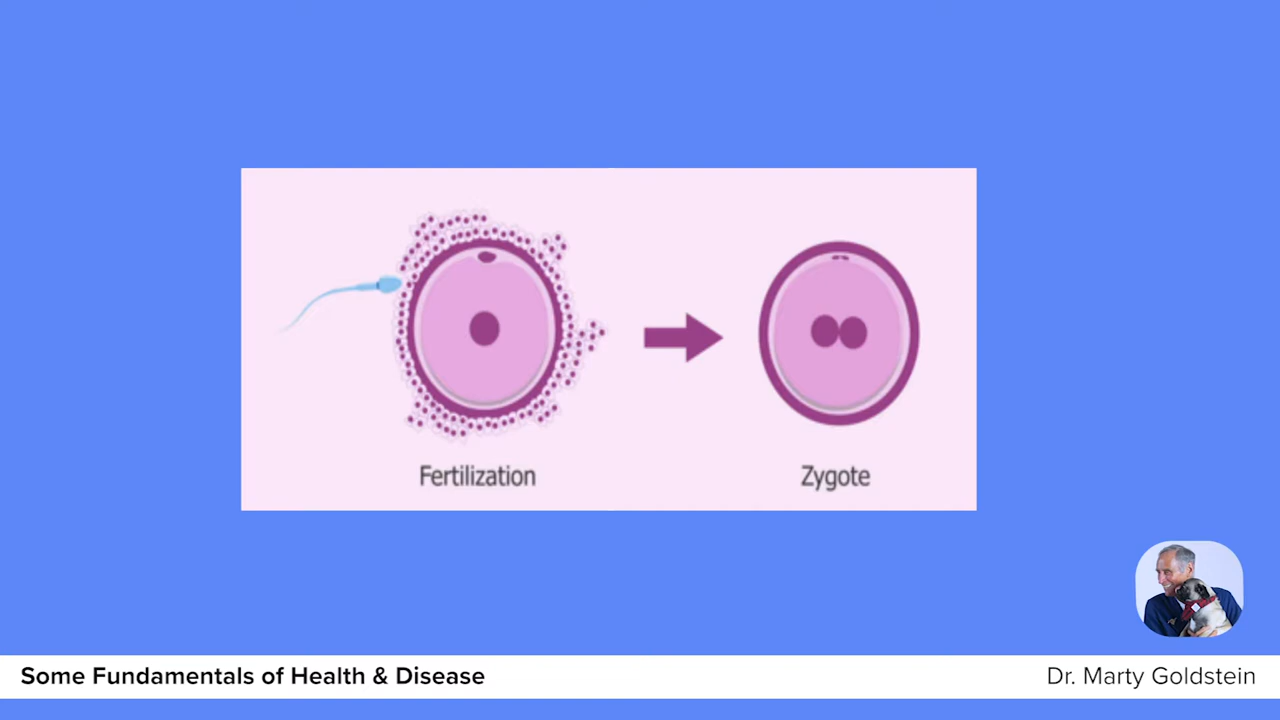 Fertilization
Zygote
Some Fundamentals of Health & Disease
Dr. Marty Goldstein